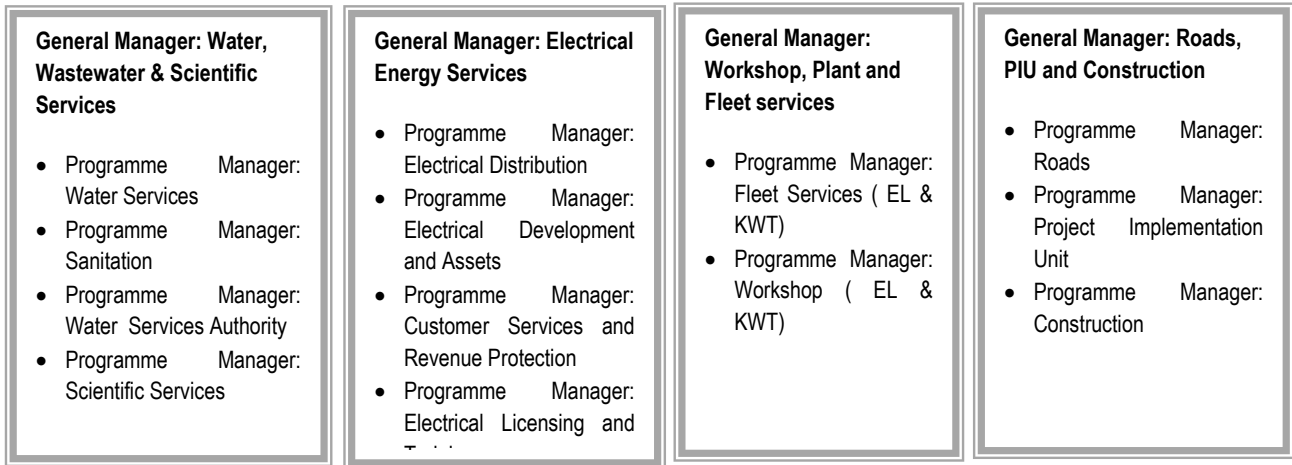 General Manager: Water,
Wastewater & Scientific
Services
• Programme Manager:
Water Services
• Programme Manager:
Sanitation
• Programme Manager:
Water Services Authority
• Programme Manager:
Scientific Services
General Manager: Electrical
Energy Services
• Programme Manager:
Electrical Distribution
• Programme Manager:
Electrical Development
and Assets
• Programme Manager:
Customer Services and
Revenue Protection
• Programme Manager:
Electrical Licensing and
General Manager:
Workshop, Plant and
Fleet services
• Programme Manager:
Fleet Services ( EL &
KWT)
• Programme Manager:
Workshop ( EL &
KWT)
General Manager: Roads,
PIU and Construction
• Programme Manager:
Roads
• Programme Manager:
Project Implementation
Unit
• Programme Manager:
Construction